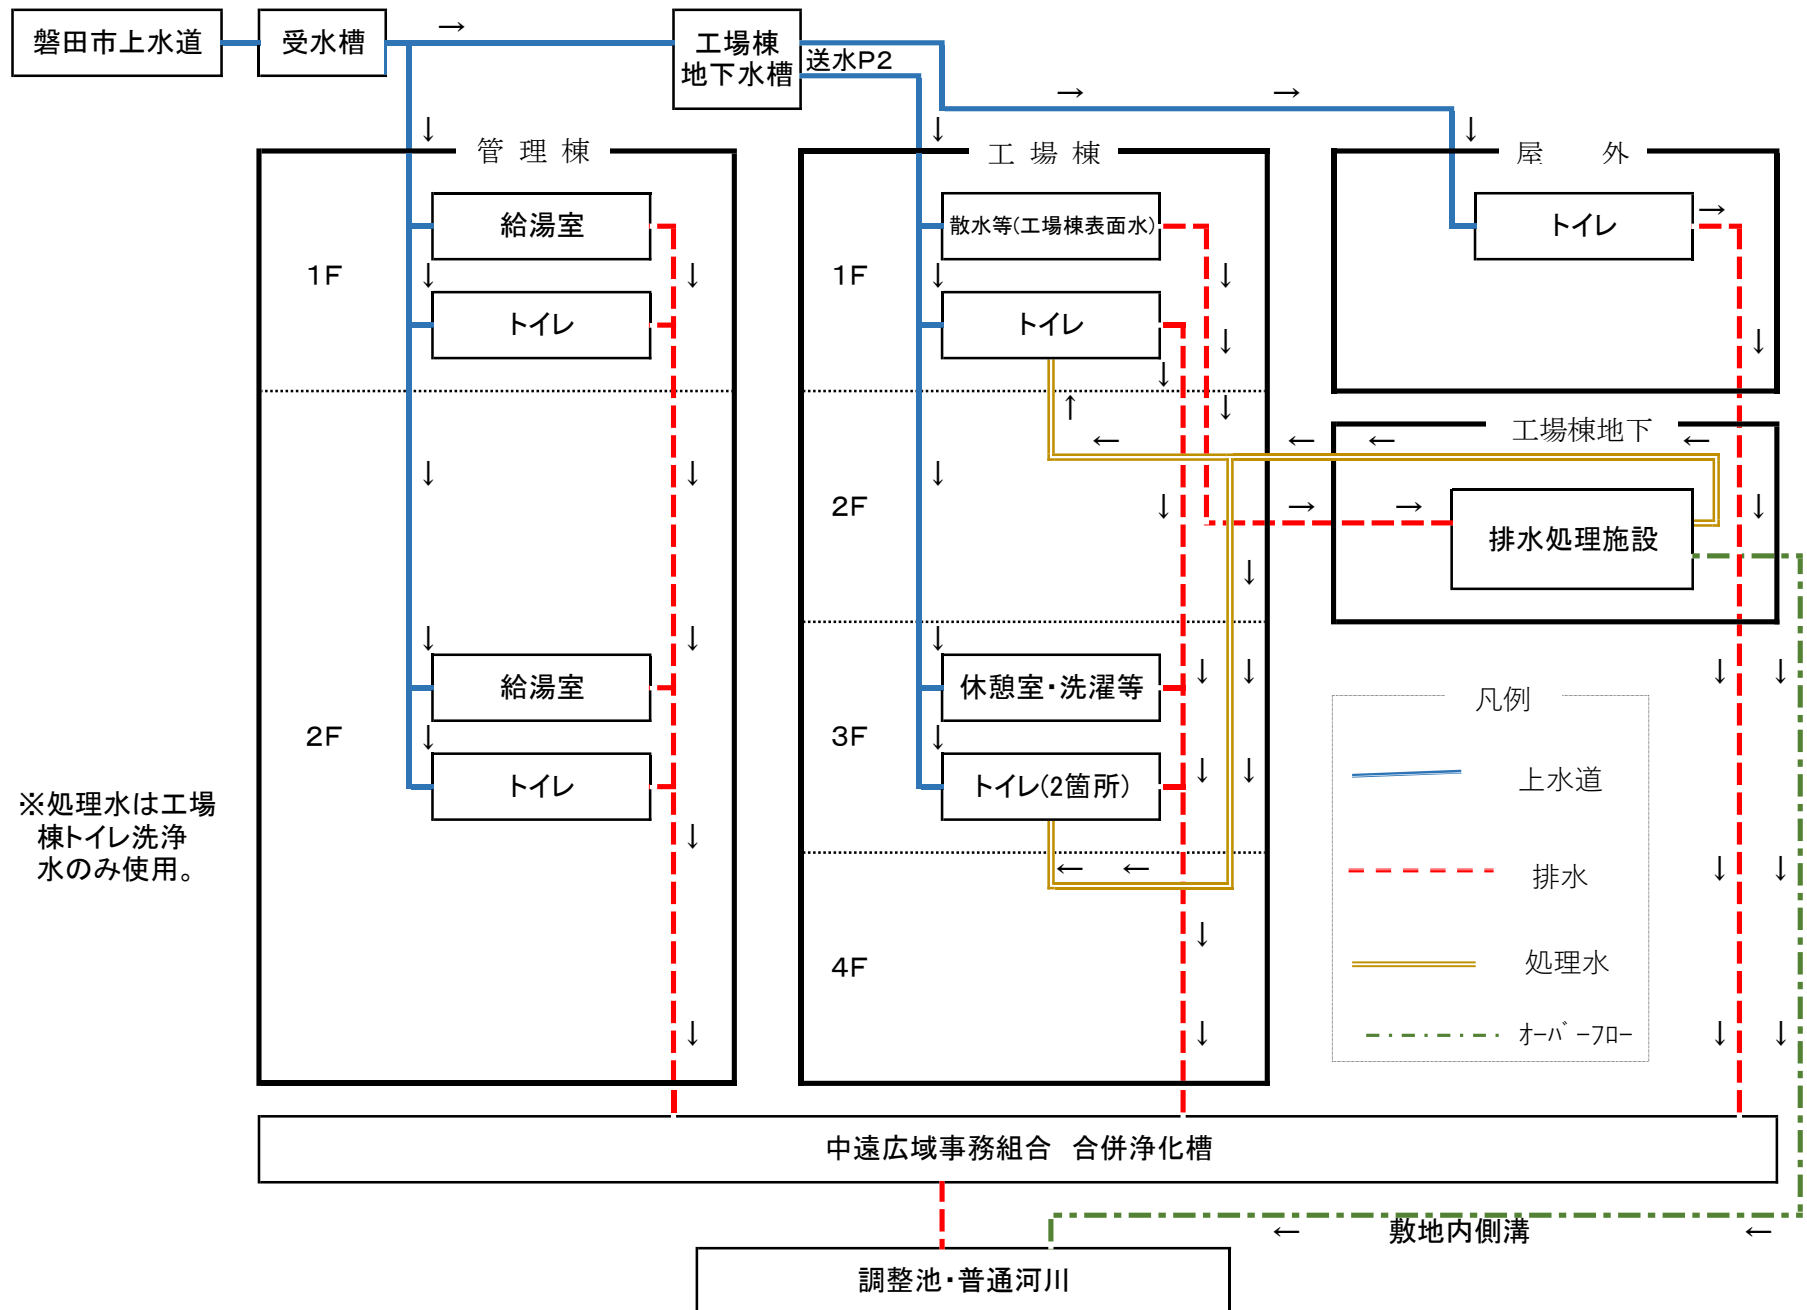 磐田市上水道
受水槽
→
工場棟
地下水槽
送水P2
→ →
↓ ↓ ↓
管理棟
工場棟
屋　外
給湯室
散水等(工場棟表面水)
トイレ
→
1F
1F
↓ ↓ ↓ ↓
トイレ
トイレ
↓ ↓
↓
↑ ↓
工場棟地下
← ← ← ←
↓ ↓ ↓
2F
↓ → → ↓
排水処理施設
↓
↓ ↓ ↓
給湯室
休憩室・洗濯等
↓ ↓ ↓ ↓
凡例
2F
3F
↓ ↓
上水道
↓ ↓
トイレ
トイレ(2箇所)
※処理水は工場
棟トイレ洗浄
水のみ使用。
↓
← ←
排水
↓ ↓
↓
処理水
4F
オーバーフロー
↓ ↓ ↓ ↓
中遠広域事務組合　合併浄化槽
← 敷地内側溝 ←
調整池・普通河川